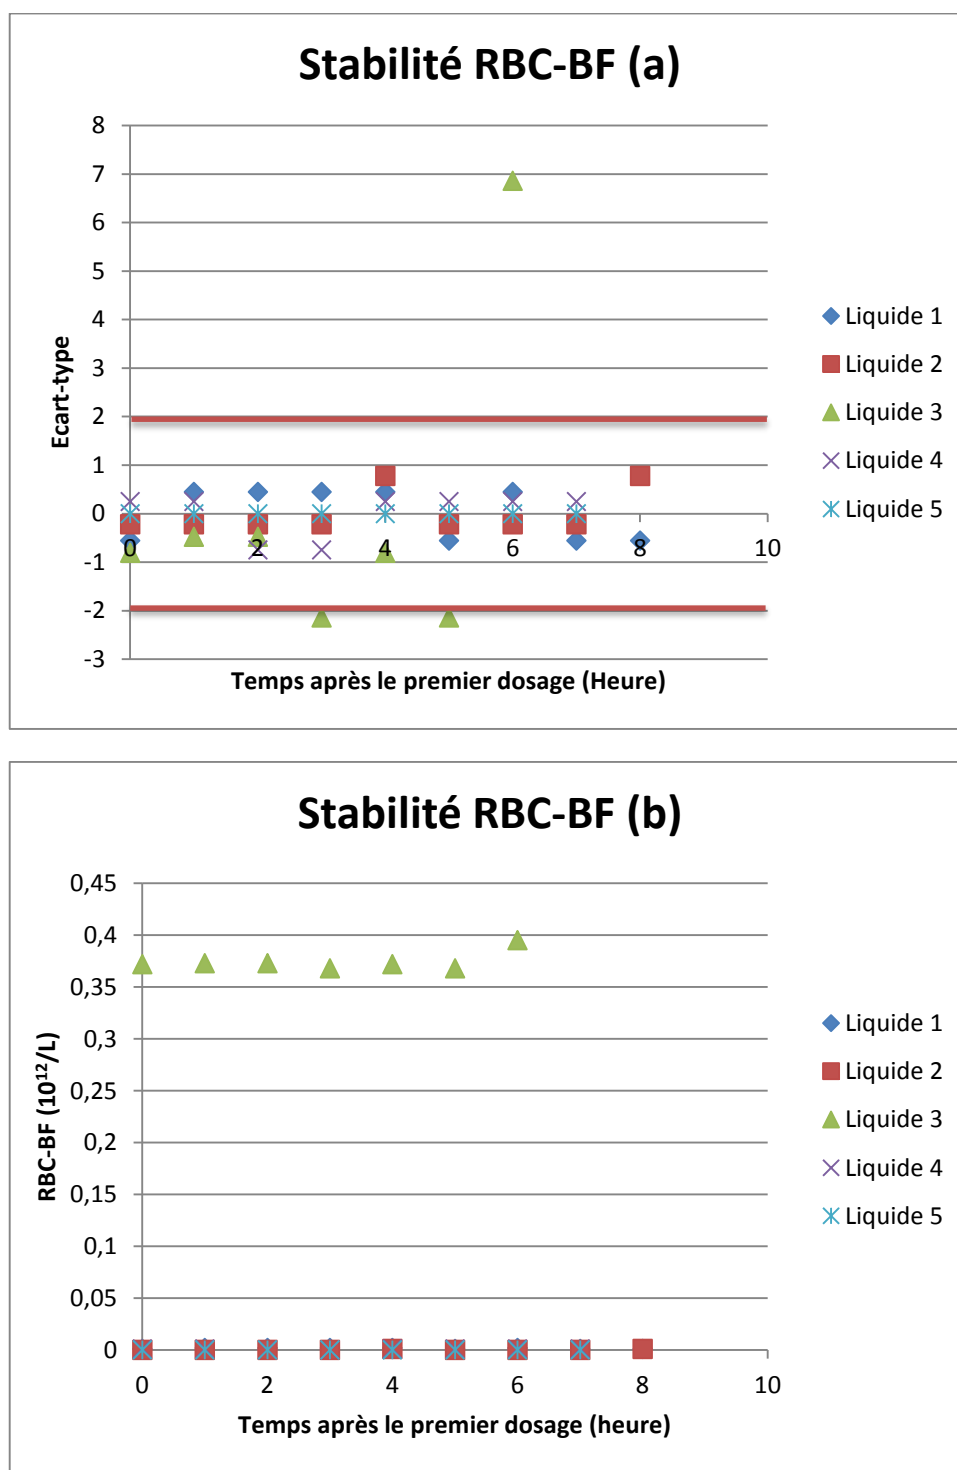 Stabilité RBC-BF (a)
8
7
6
5
4
3
2
1
0
-1
-2
-3
Ecart-type
0
2
4
6
8
10
Temps après le premier dosage (Heure)
Liquide 1
Liquide 2
Liquide 3
Liquide 4
Liquide 5
Stabilité RBC-BF (b)
0,45
0,4
0,35
0,3
0,25
0,2
0,15
0,1
0,05
0
RBC-BF (10¹²/L)
0
2
4
6
8
10
Temps après le premier dosage (heure)
Liquide 1
Liquide 2
Liquide 3
Liquide 4
Liquide 5